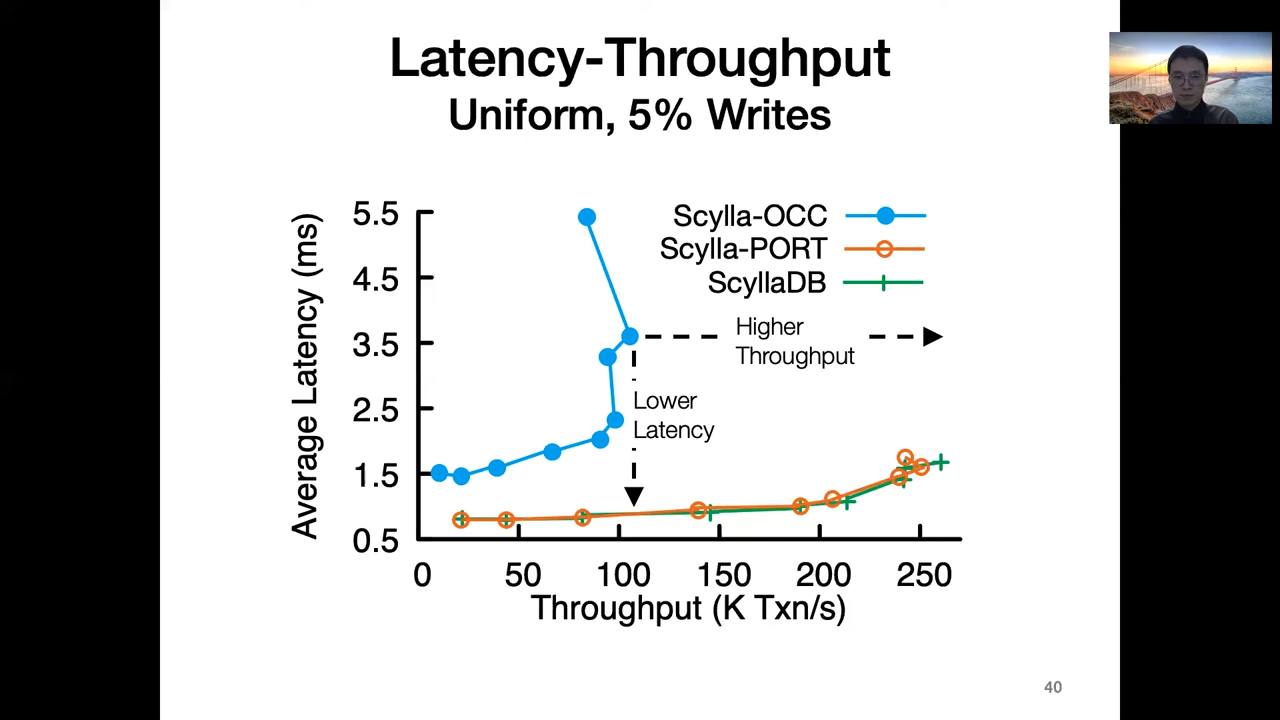 Latency-Throughput
Uniform, 5% Writes
Average Latency (ms)
5.5
4.5
3.5
2.5
1.5
0.5
Scylla-OCC
Scylla-PORT
ScyllaDB
Higher
Throughput
Lower
Latency
0 50 100 150 200 250
Throughput (K Txn/s)
40